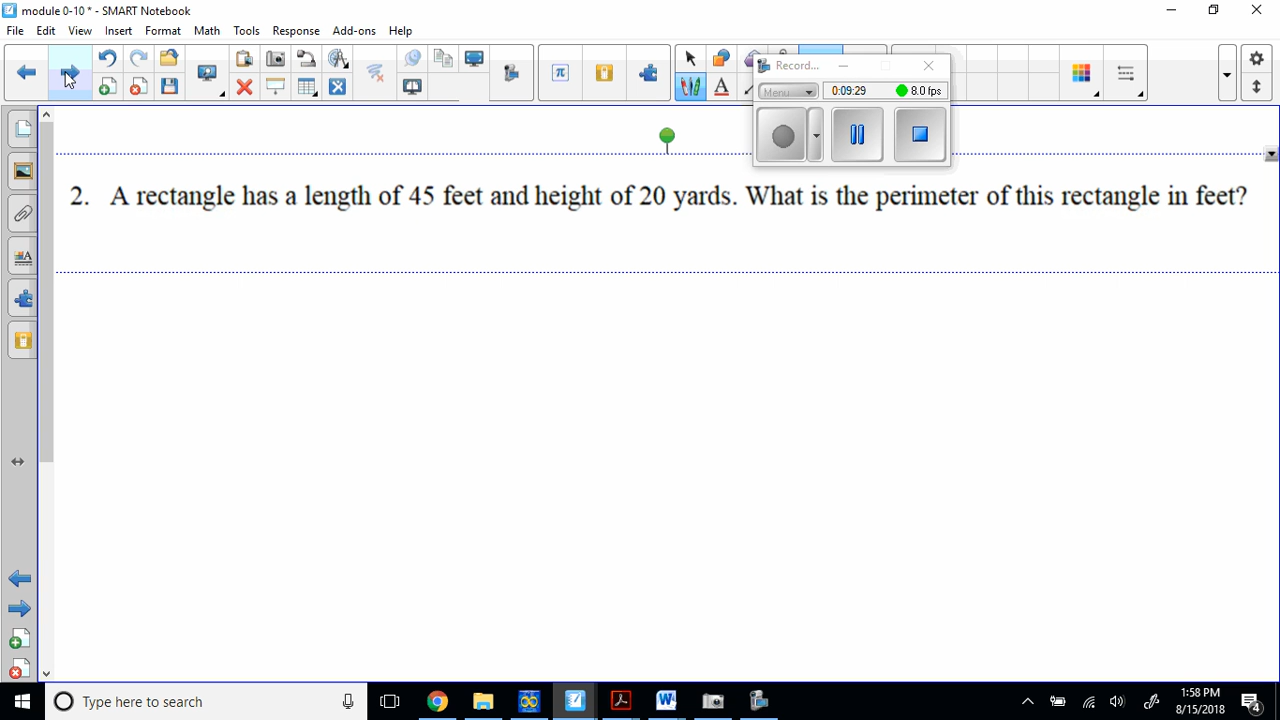 module 0-10 * - SMART Notebook
File Edit View Insert Format Math Tools Response Add-ons Help
Record...
Menu 0:09:29 8.0 fps
2. A rectangle has a length of 45 feet and height of 20 yards. What is the perimeter of this rectangle in feet?
Type here to search
1:58 PM
8/15/2018
4